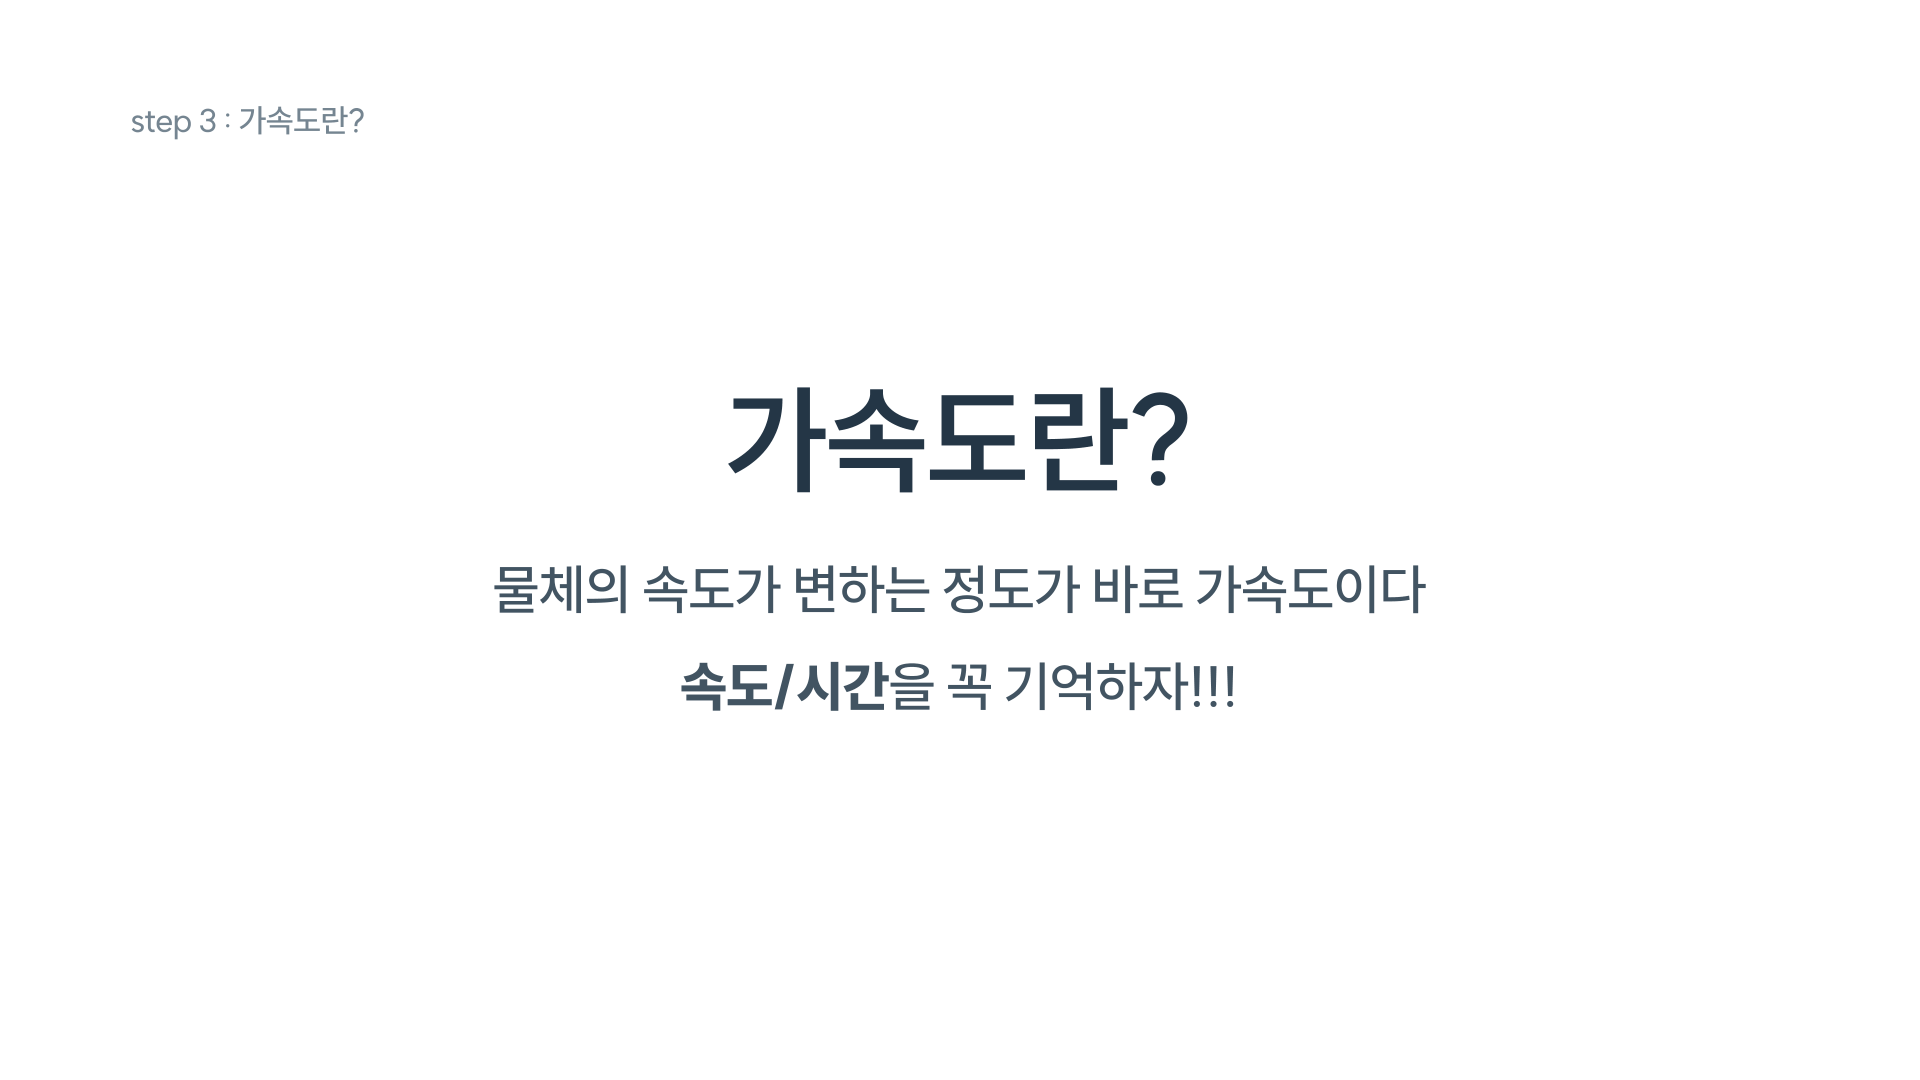 step 3 : 가속도란?
가속도란?
물체의 속도가 변하는 정도가 바로 가속도이다
속도/시간을 꼭 기억하자!!!